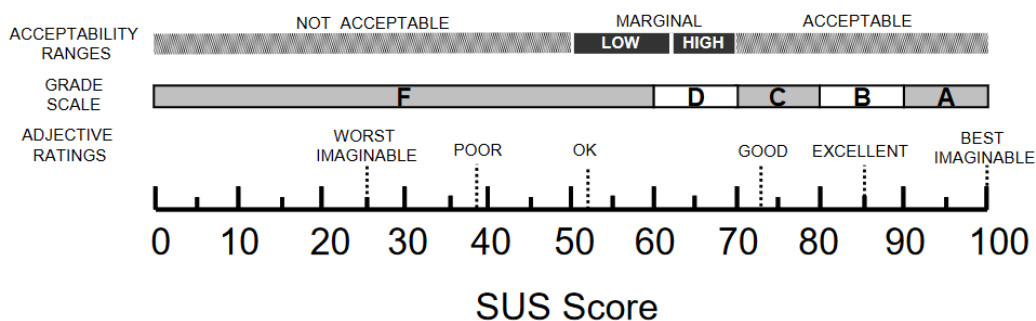 NOT ACCEPTABLE MARGINAL ACCEPTABLE
ACCEPTABILITY
RANGES
LOW HIGH
GRADE
SCALE
F D C B A
ADJECTIVE
RATINGS
WORST
IMAGINABLE
POOR
OK
GOOD
EXCELLENT
BEST
IMAGINABLE
0 10 20 30 40 50 60 70 80 90 100
SUS Score